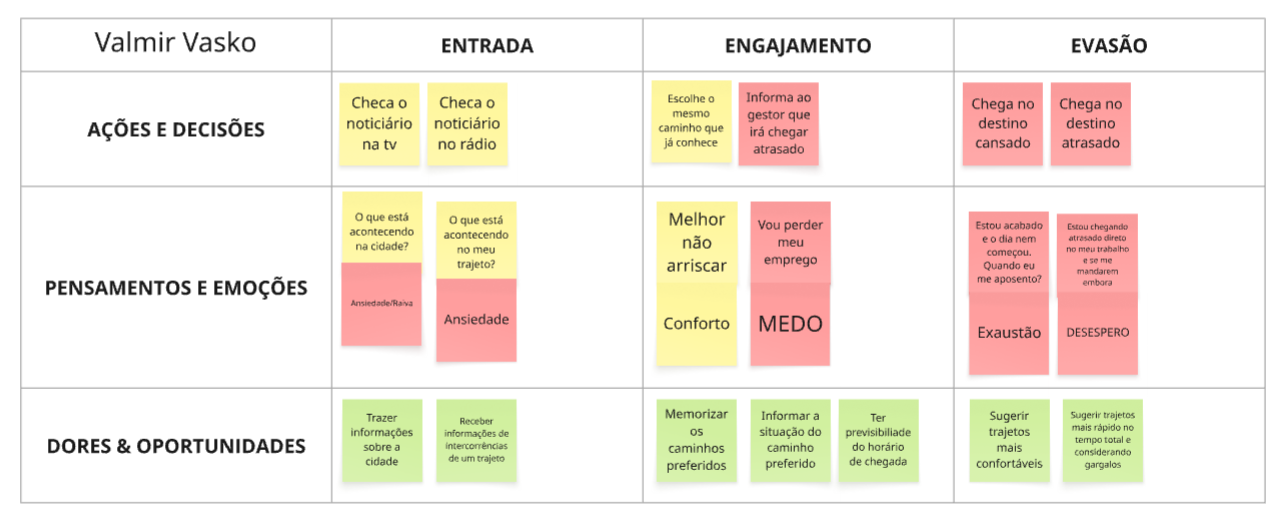 Valmir Vasko
ENTRADA
ENGAJAMENTO
EVASÃO
AÇÕES E DECISÕES
Checa o
noticiário
na tv
Checa o
noticiário
no rádio
Escolhe o
mesmo
caminho que
já conhece
Informa ao
gestor que
irá chegar
atrasado
Chega no
destino
cansado
Chega no
destino
atrasado
PENSAMENTOS E EMOÇÕES
O que está
acontecendo
na cidade?
Ansiedade/Raiva
O que está
acontecendo
no meu
trajeto?
Ansiedade
Melhor
não
arriscar
Conforto
Vou perder
meu
emprego
MEDO
Estou acabado
e o dia nem
começou.
Quando eu
me aposento?
Exaustão
Estou chegando
atrasado direto
no meu trabalho
e se me
mandarem
embora
DESESPERO
DORES & OPORTUNIDADES
Trazer
informações
sobre a
cidade
Receber
informações de
intercorrências
de um trajeto
Memorizar
os
caminhos
preferidos
Informar a
situação do
caminho
preferido
Ter
previsibiliade
do horário
de chegada
Sugerir
trajetos
mais
confortáveis
Sugerir trajetos
mais rápido no
tempo total e
considerando
gargalos